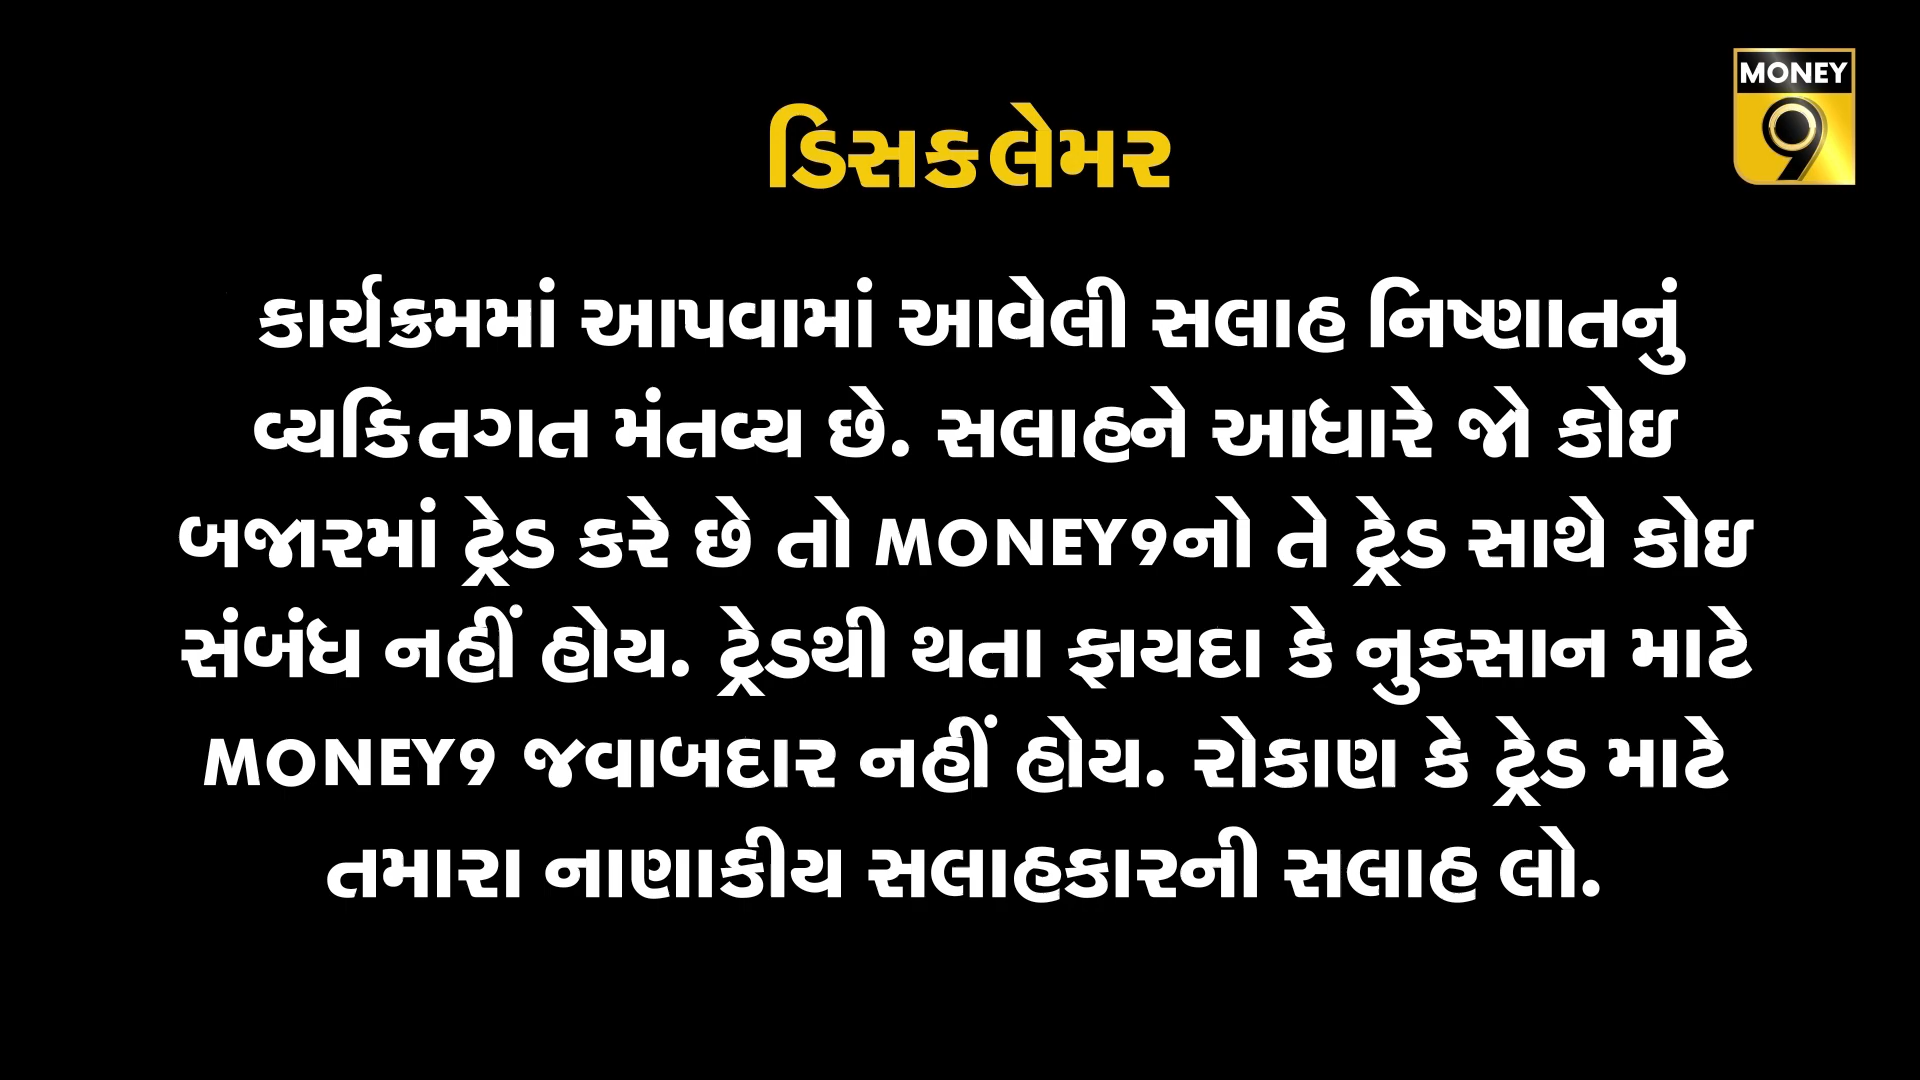 MONEY
9
ડિસકલેમર
કાર્યક્રમમાં આપવામાં આવેલી સલાહ નિષ્ણાતનું
વ્યકિતગત મંતવ્ય છે. સલાહને આધારે જો કોઇ
બજારમાં ટ્રેડ કરે છે તો MONEY9નો તે ટ્રેડ સાથે કોઇ
સંબંધ નહીં હોય. ટ્રેડથી થતા ફાયદા કે નુકસાન માટે
MONEY9 જવાબદાર નહીં હોય. રોકાણ કે ટ્રેડ માટે
તમારા નાણાકીય સલાહકારની સલાહ લો.